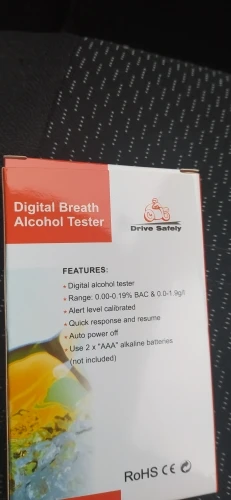 Digital Breath
Alcohol Tester
Drive Safely
FEATURES:
Digital alcohol tester
Range: 0.00-0.19% BAC & 0.0-1.9g/l
Alert level calibrated
Quick response and resume
Auto power off
Use 2 x "AAA" alkaline batteries
(not included)
RoHS CE